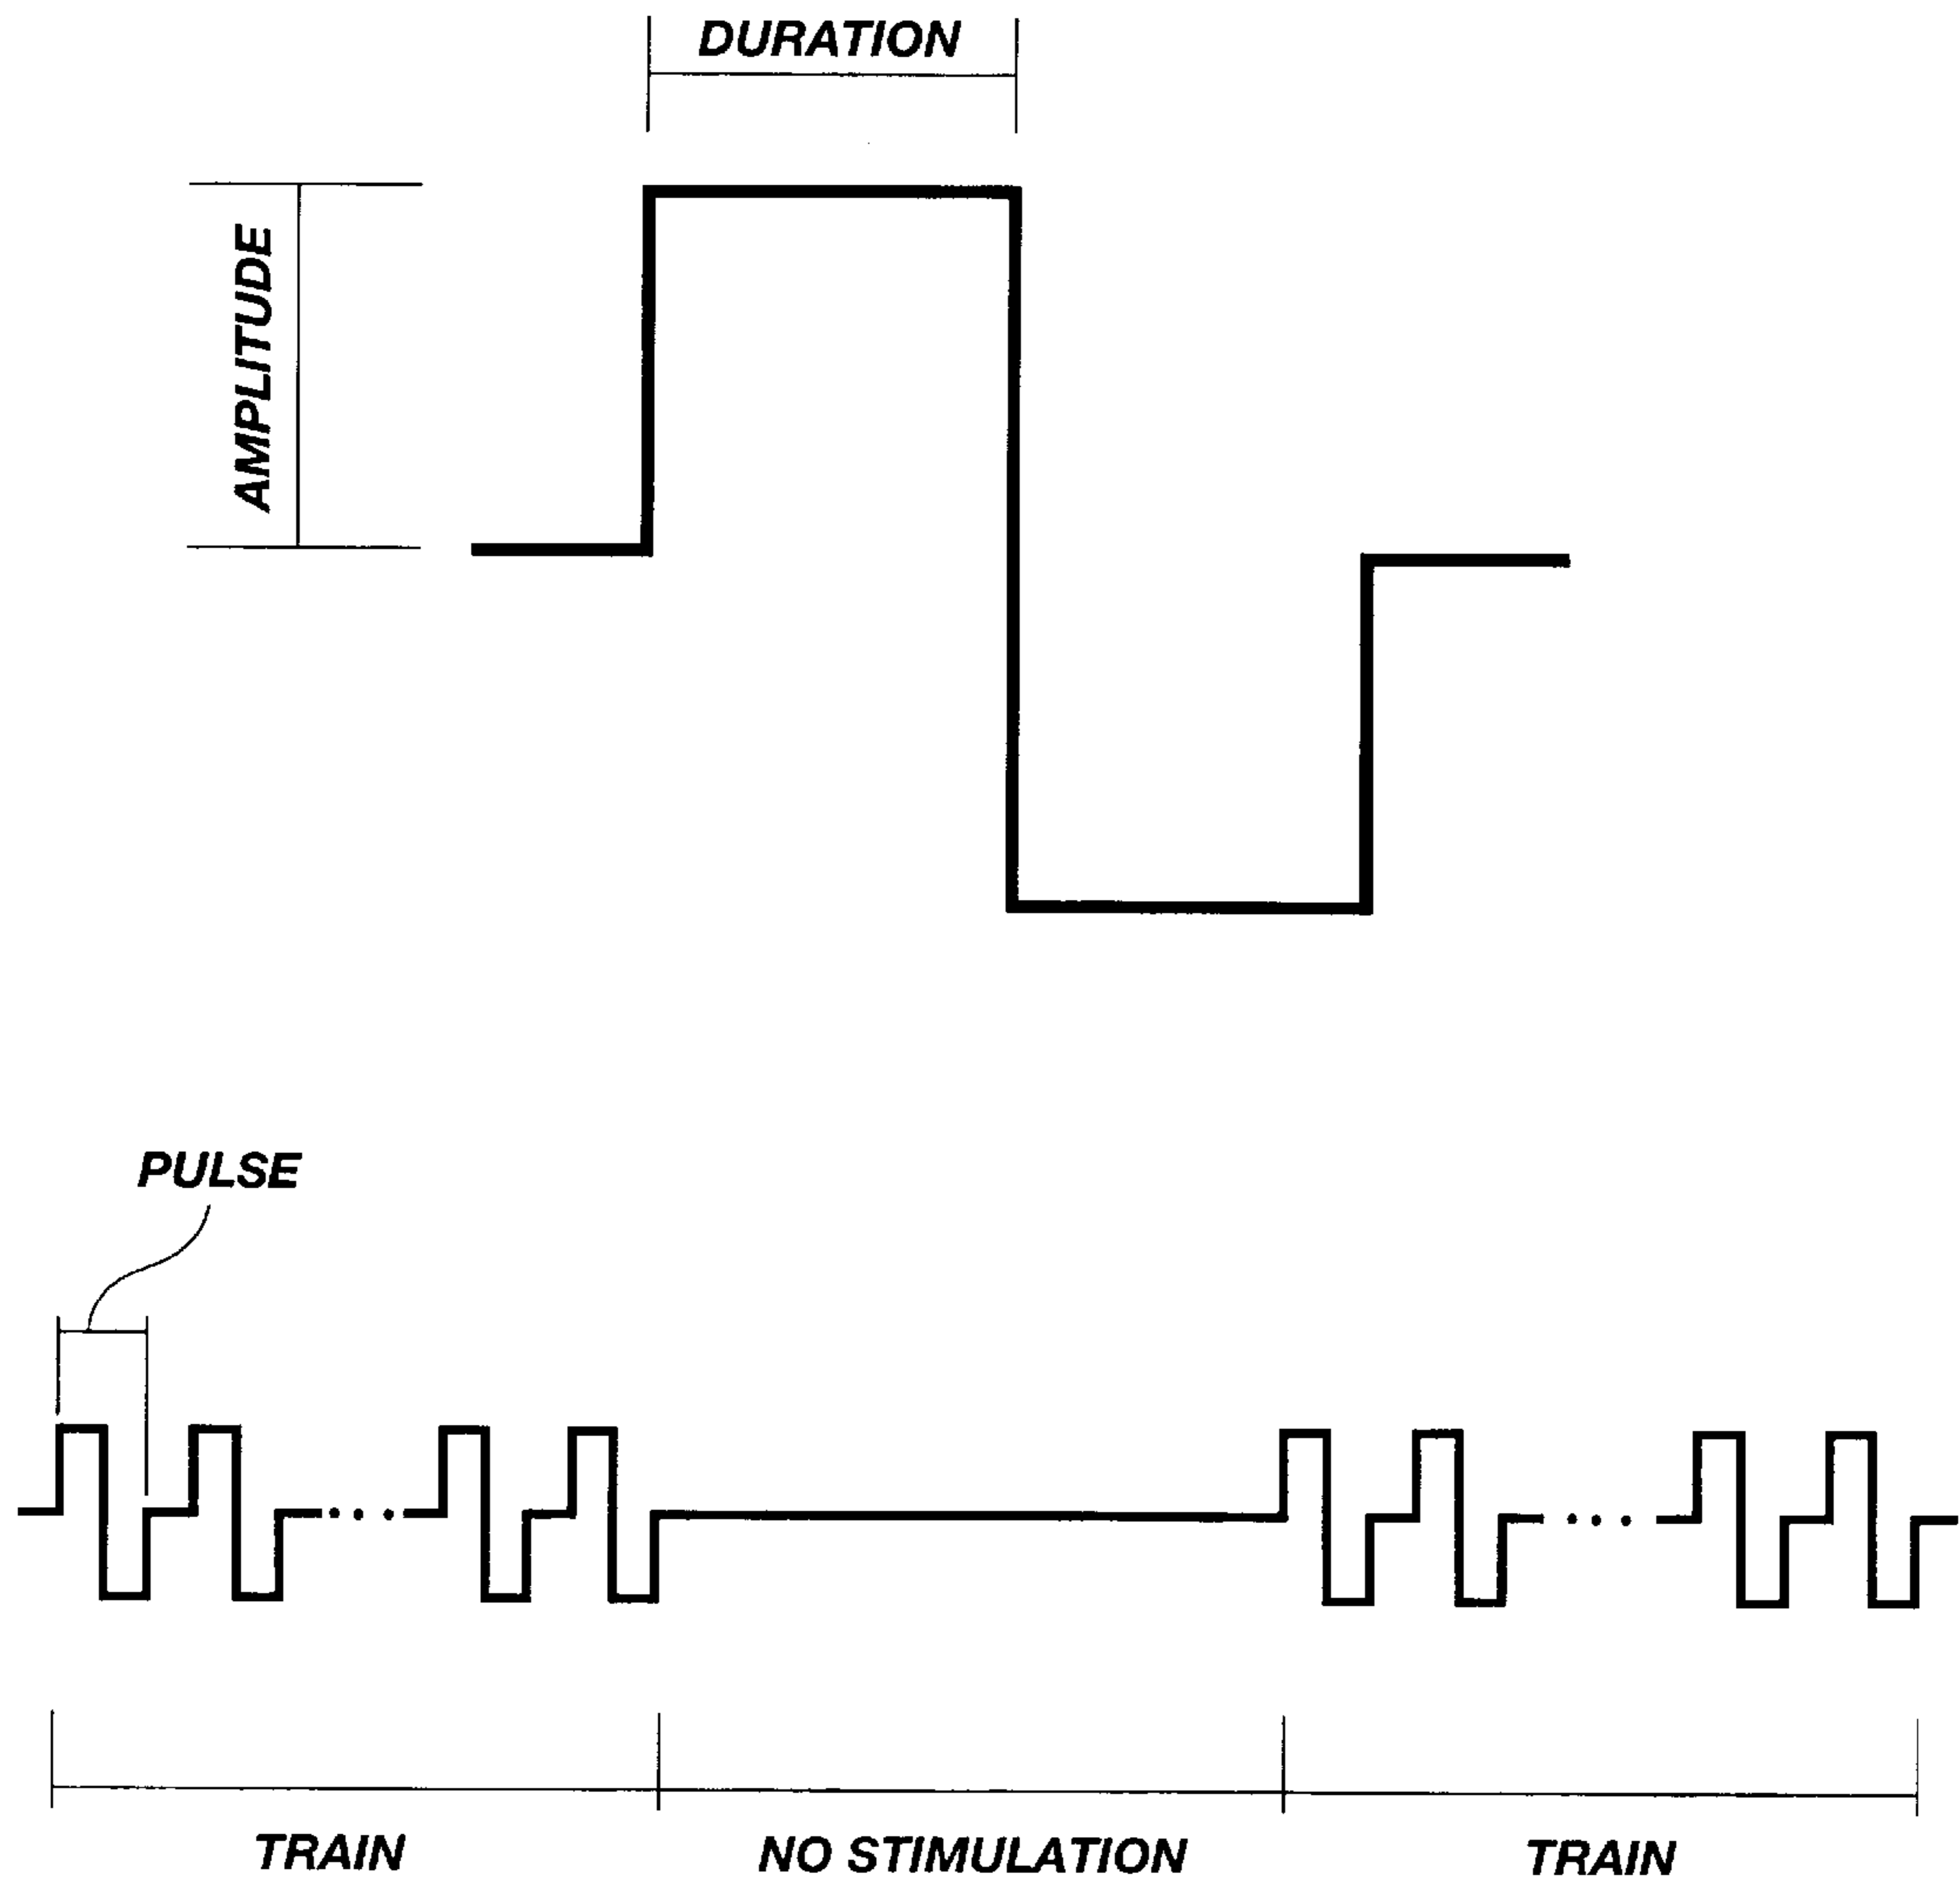 DURATION
AMPLITUDE
PULSE
TRAIN
NO STIMULATION
TRAIN